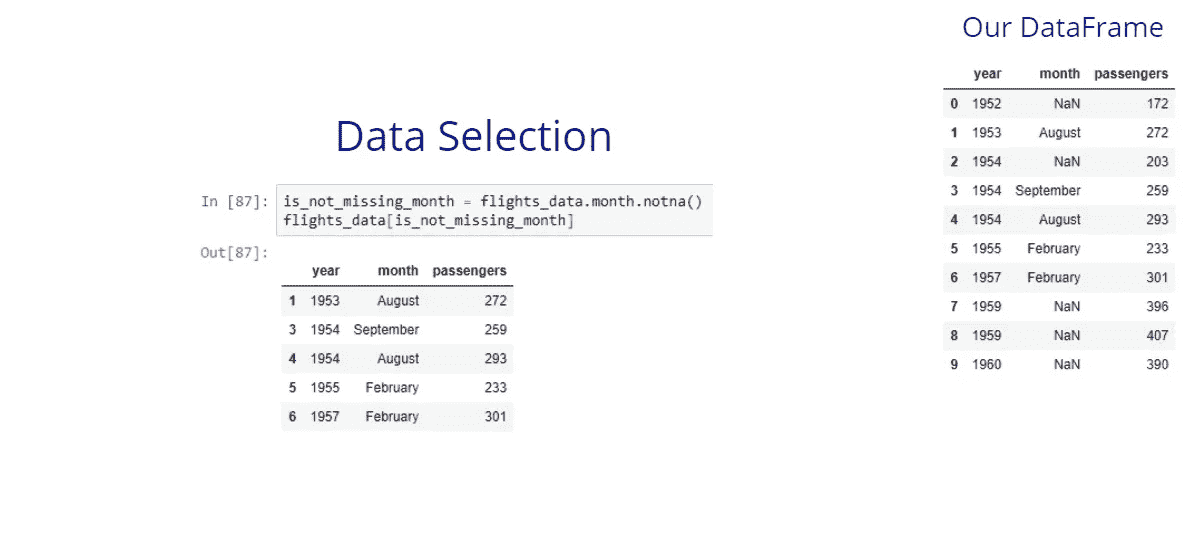 Our DataFrame
year month passengers
0 1952 NaN 172
1 1953 August 272
2 1954 NaN 203
3 1954 September 259
4 1954 August 293
5 1955 February 233
6 1957 February 301
7 1959 NaN 396
8 1959 NaN 407
9 1960 NaN 390
Data Selection
In [87]: is_not_missing_month = flights_data.month.notna()
flights_data[is_not_missing_month]
Out[87]:
year month passengers
1 1953 August 272
3 1954 September 259
4 1954 August 293
5 1955 February 233
6 1957 February 301